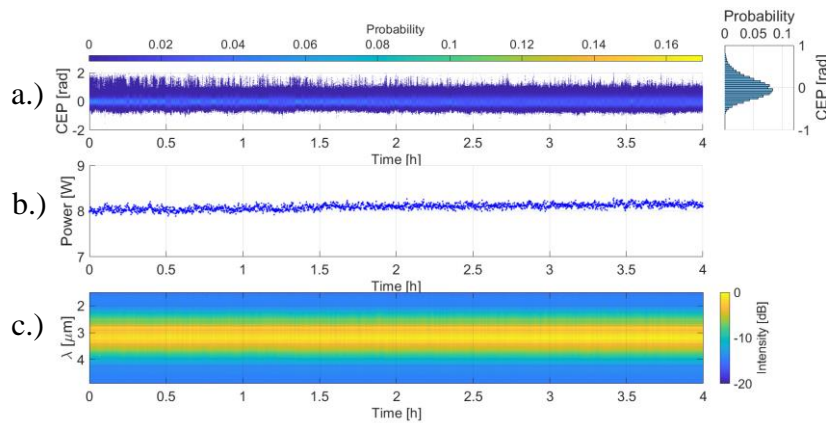 Probability
0 0.02 0.04 0.06 0.08 0.1 0.12 0.14 0.16
Probability
0 0.05 0.1
a.)
CEP [rad]
2
0
-2
0 0.5 1 1.5 2 2.5 3 3.5 4
Time [h]
1
0
-1
CEP [rad]
b.)
Power [W]
9
8
7
0 0.5 1 1.5 2 2.5 3 3.5 4
Time [h]
c.)
λ [μm]
2
3
4
0 0.5 1 1.5 2 2.5 3 3.5 4
Time [h]
0
-10
-20
Intensity [dB]